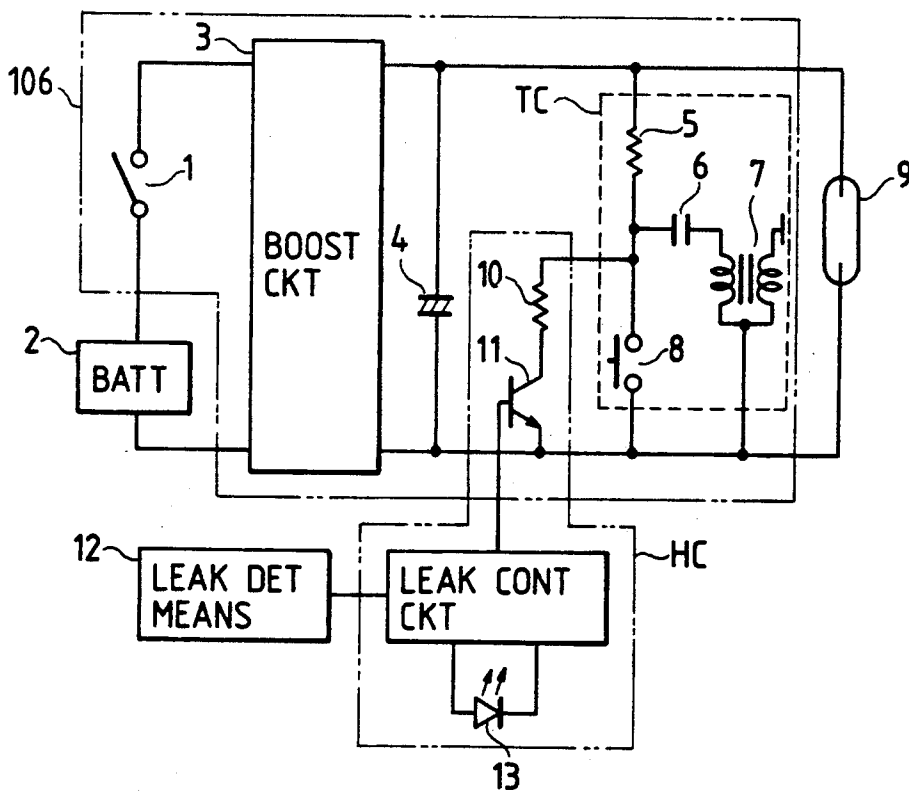 3
106
TC
5
1
6
7
9
BOOST
CKT
4
10
2
BATT
11
8
12
LEAK DET
MEANS
LEAK CONT
CKT
HC
13